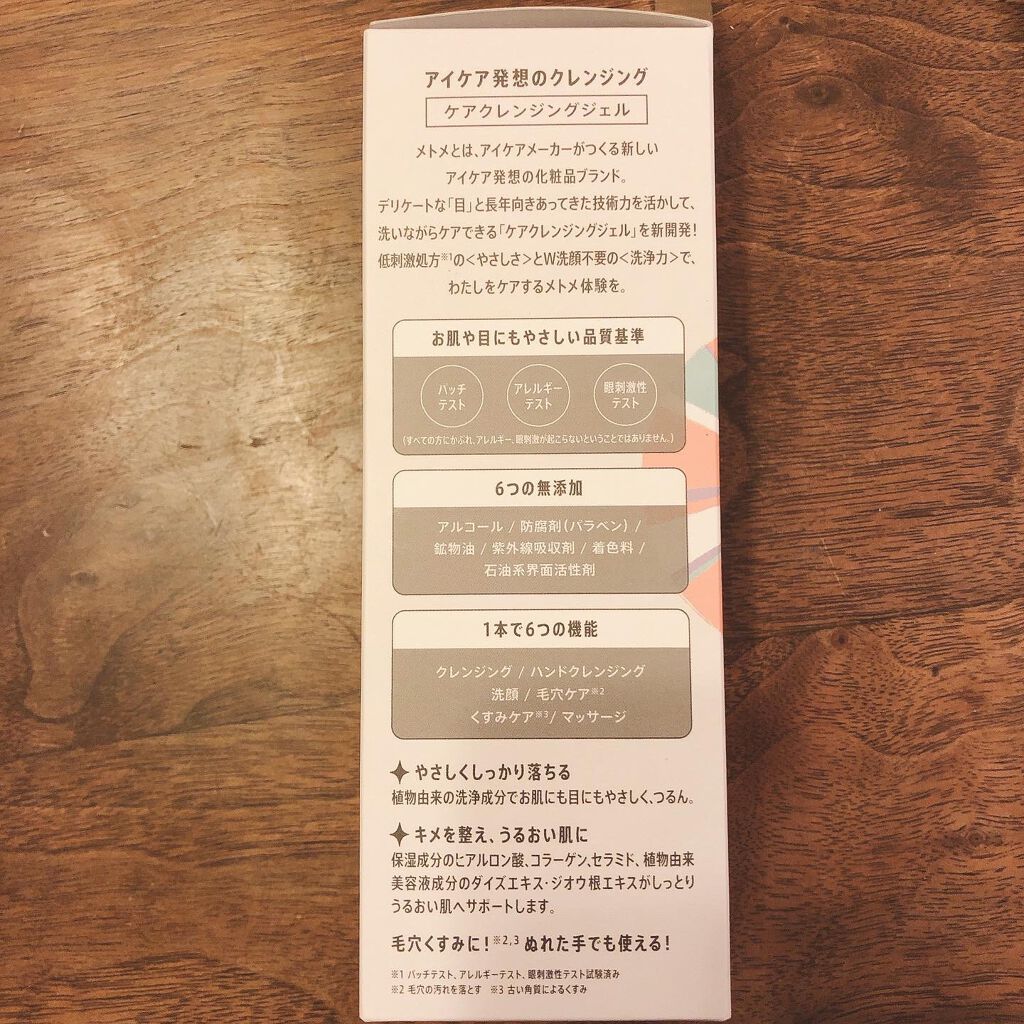 アイケア発想のクレンジング
ケアクレンジングジェル
メトメとは、アイケアメーカーがつくる新しい
アイケア発想の化粧品ブランド。
デリケートな「目」と長年向きあってきた技術力を活かして、
洗いながらケアできる「ケアクレンジングジェル」を新開発!
低刺激処方※1の<やさしさ>とW洗顔不要の<洗浄力>で、
わたしをケアするメトメ体験を。
お肌や目にもやさしい品質基準
パッチ
テスト
アレルギー
テスト
眼刺激性
テスト
(すべての方にかぶれ、アレルギー、眼刺激が起こらないということではありません。)
6つの無添加
アルコール / 防腐剤(パラベン) /
鉱物油 / 紫外線吸収剤 / 着色料 /
石油系界面活性剤
1本で6つの機能
クレンジング / ハンドクレンジング
洗顔 / 毛穴ケア※2
くすみケア※3/ マッサージ
やさしくしっかり落ちる
植物由来の洗浄成分でお肌にも目にもやさしく、つるん。
キメを整え、うるおい肌に
保湿成分のヒアルロン酸、コラーゲン、セラミド、植物由来
美容液成分のダイズエキス・ジオウ根エキスがしっとり
うるおい肌へサポートします。
毛穴くすみに!※2,3 ぬれた手でも使える!
※1 パッチテスト、アレルギーテスト、眼刺激性テスト試験済み
※2 毛穴の汚れを落とす ※3 古い角質によるくすみ